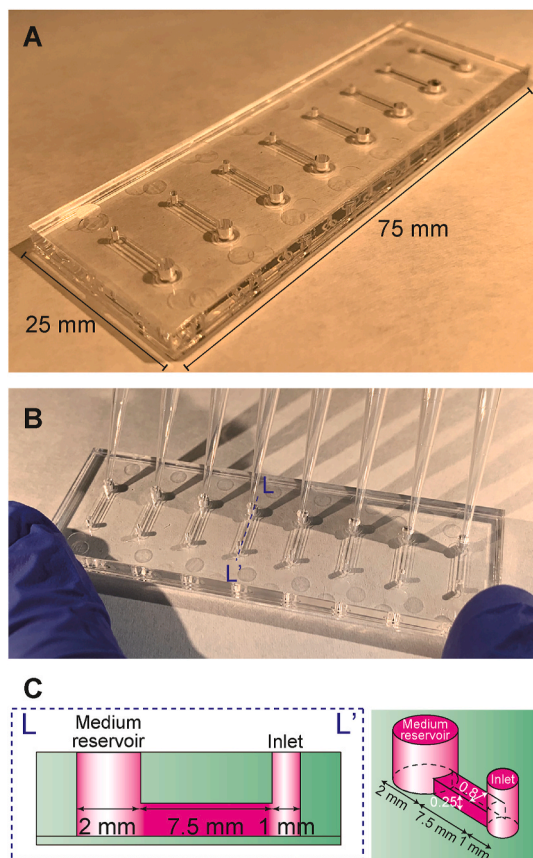 A
75 mm
25 mm
B
L
L'
C
L
L'
Medium
reservoir
Inlet
2 mm
7.5 mm
1 mm
Medium
reservoir
Inlet
0.8
0.25
2 mm
7.5 mm
1 mm